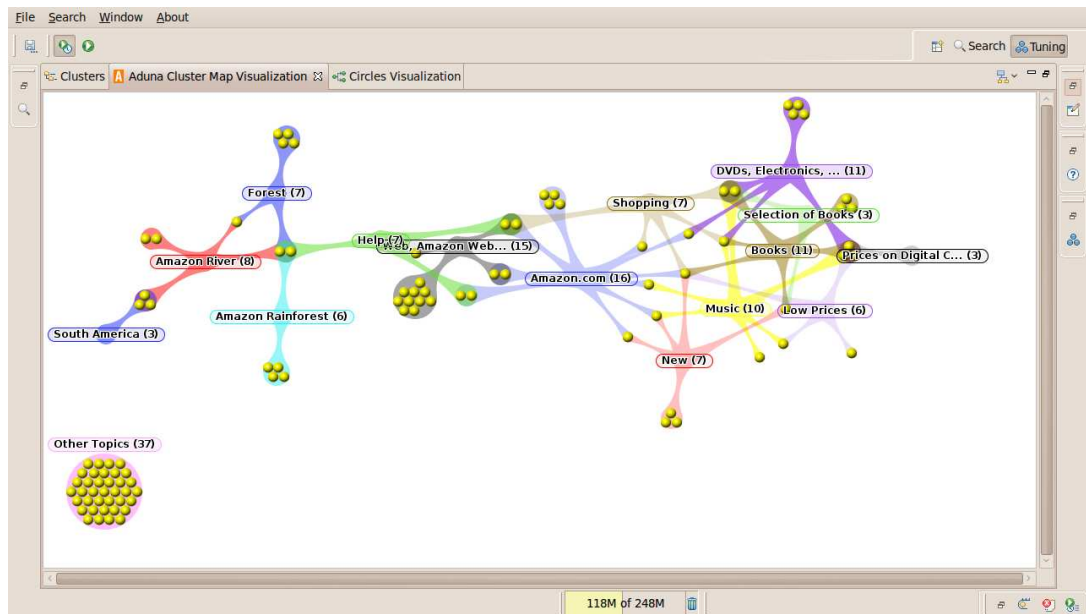 File Search Window About
Search Tuning
Clusters Aduna Cluster Map Visualization Circles Visualization
DVDs, Electronics, ... (11)
Forest (7)
Shopping (7)
Selection of Books (3)
Help (7)
Web, Amazon Web... (15)
Books (11)
Prices on Digital C... (3)
Amazon River (8)
Amazon.com (16)
Amazon Rainforest (6)
Music (10)
Low Prices (6)
South America (3)
New (7)
Other Topics (37)
118M of 248M